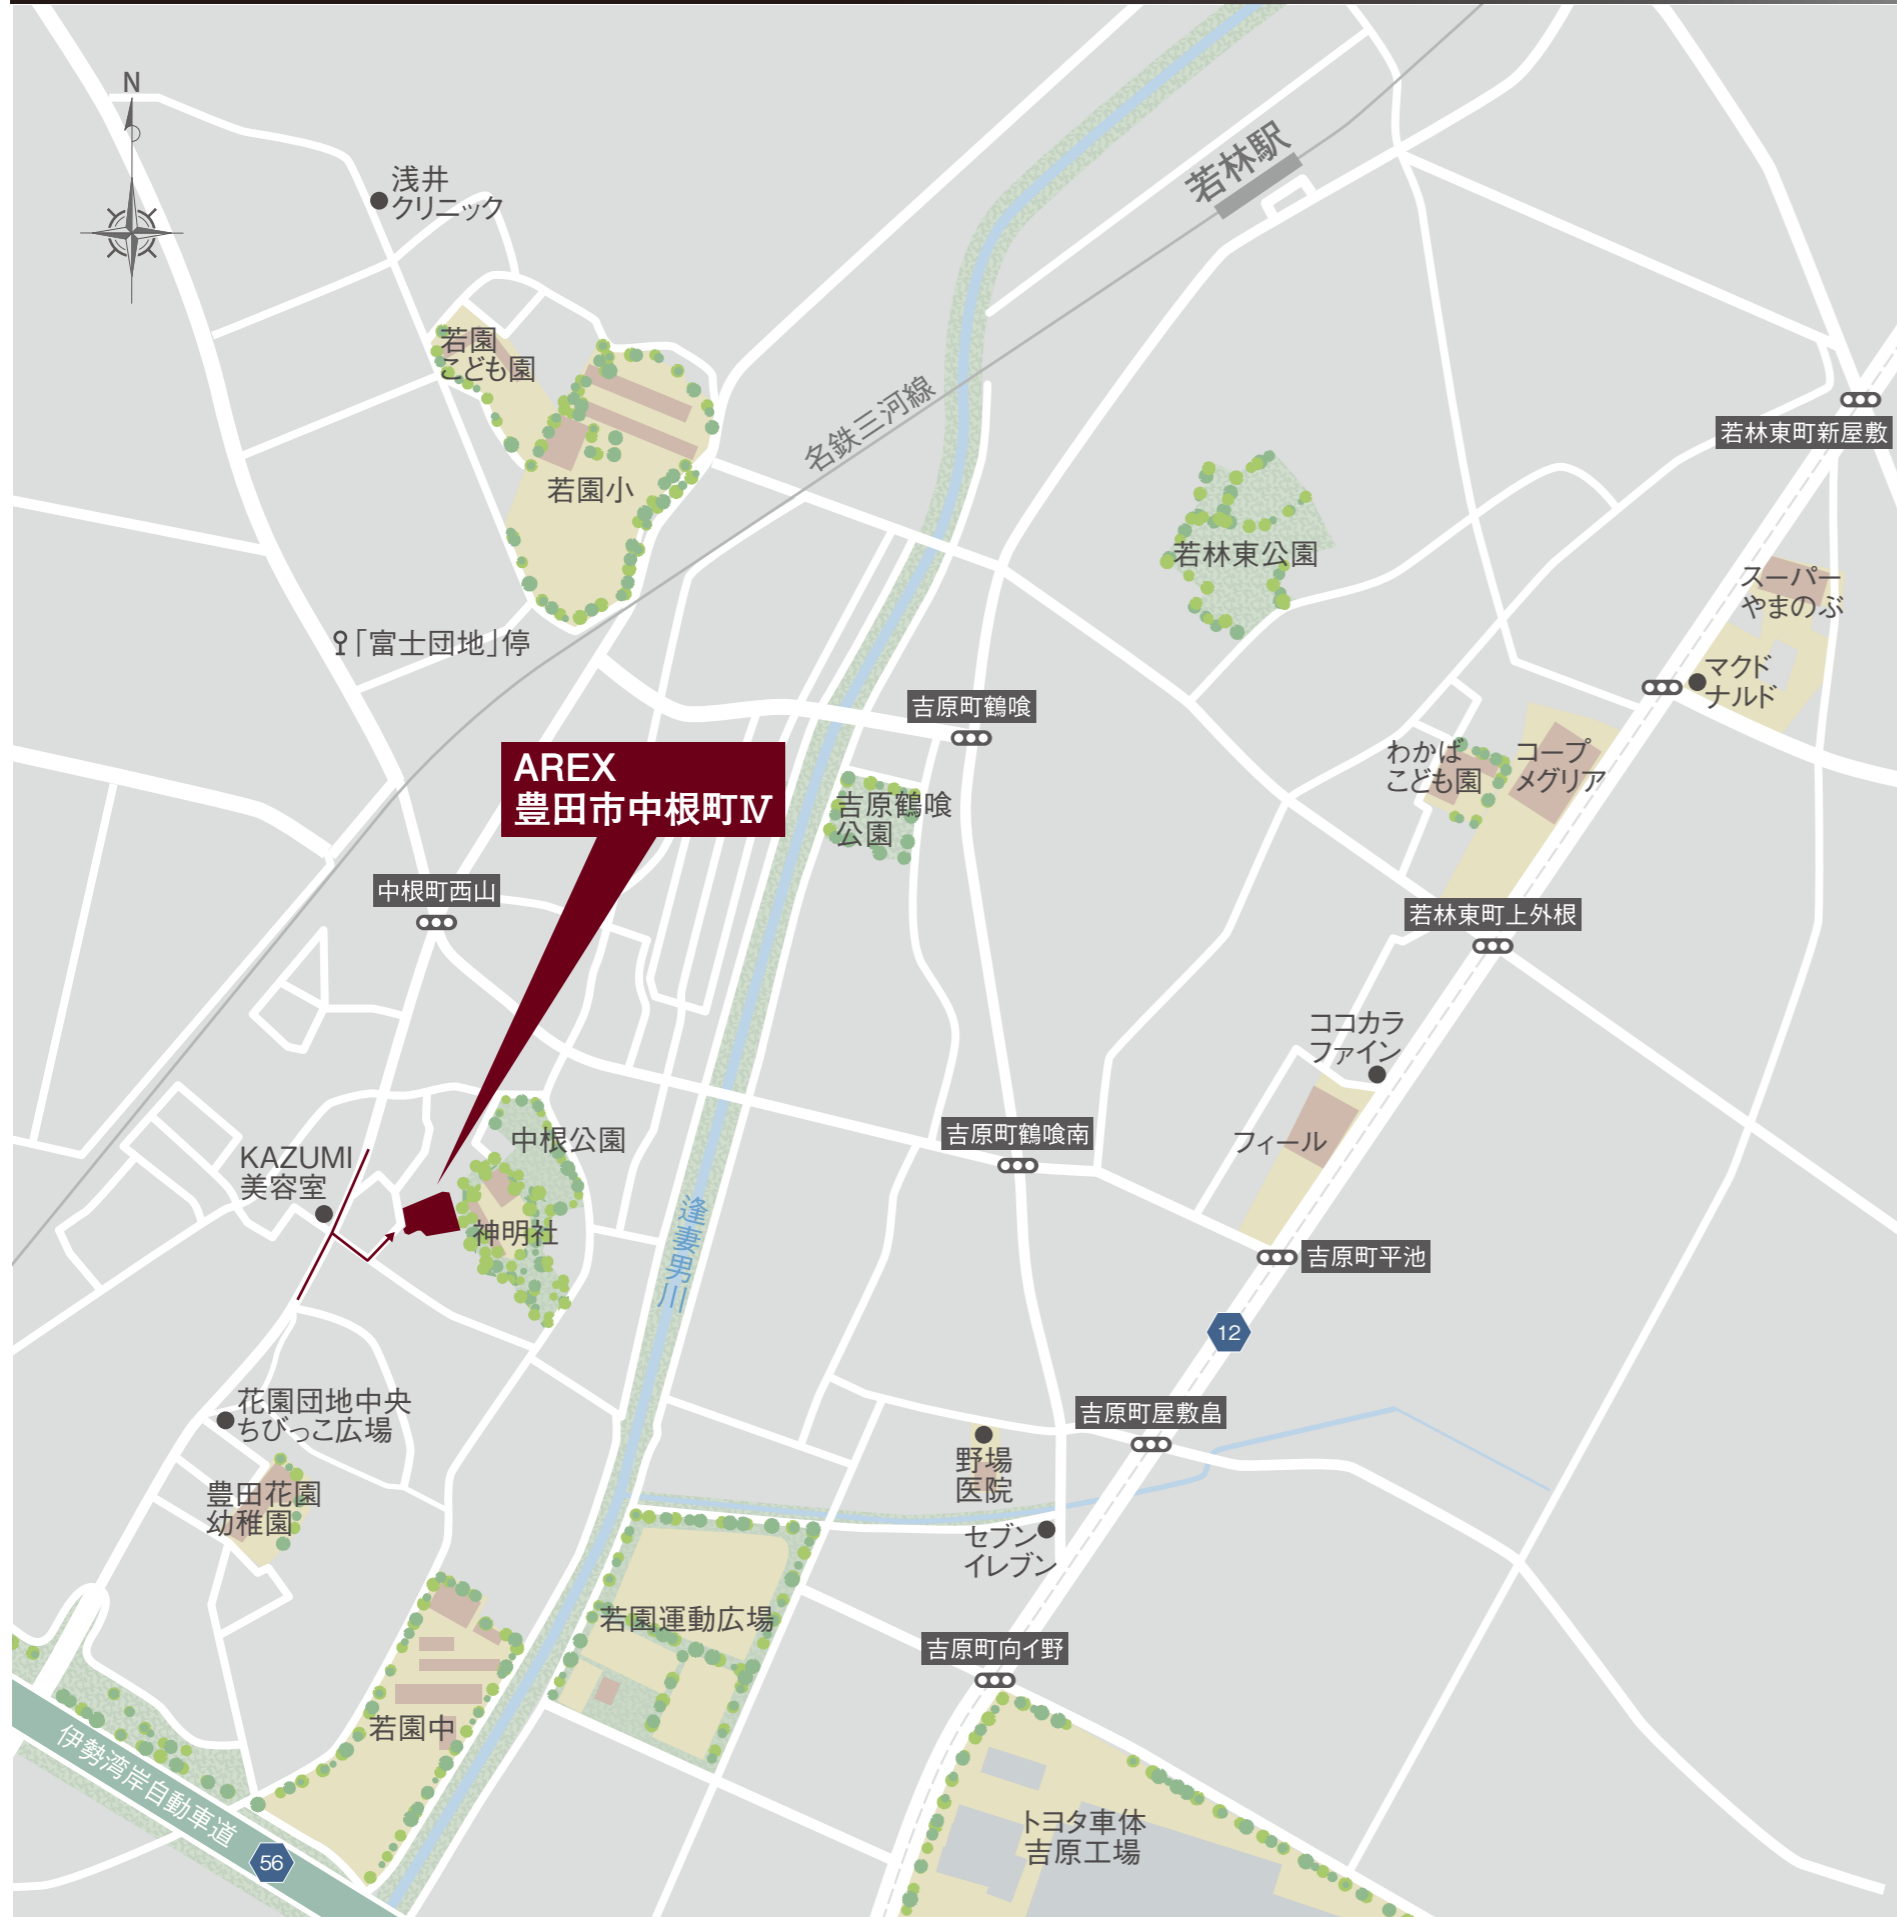 N
浅井
クリニック
若林駅
若園
こども園
名鉄三河線
若林東町新屋敷
若園小
若林東公園
スーパー
やまのぶ
「富士団地」停
マクド
ナルド
吉原町鶴喰
わかば
こども園
コープ
メグリア
AREX
豊田市中根町Ⅳ
吉原鶴喰
公園
中根町西山
若林東町上外根
ココカラ
ファイン
中根公園
吉原町鶴喰南
フィール
KAZUMI
美容室
神明社
逢妻男川
吉原町平池
12
花園団地中央
ちびっこ広場
吉原町屋敷畠
野場
医院
豊田花園
幼稚園
セブン
イレブン
若園運動広場
吉原町向イ野
若園中
伊勢湾岸自動車道
トヨタ車体
吉原工場
56